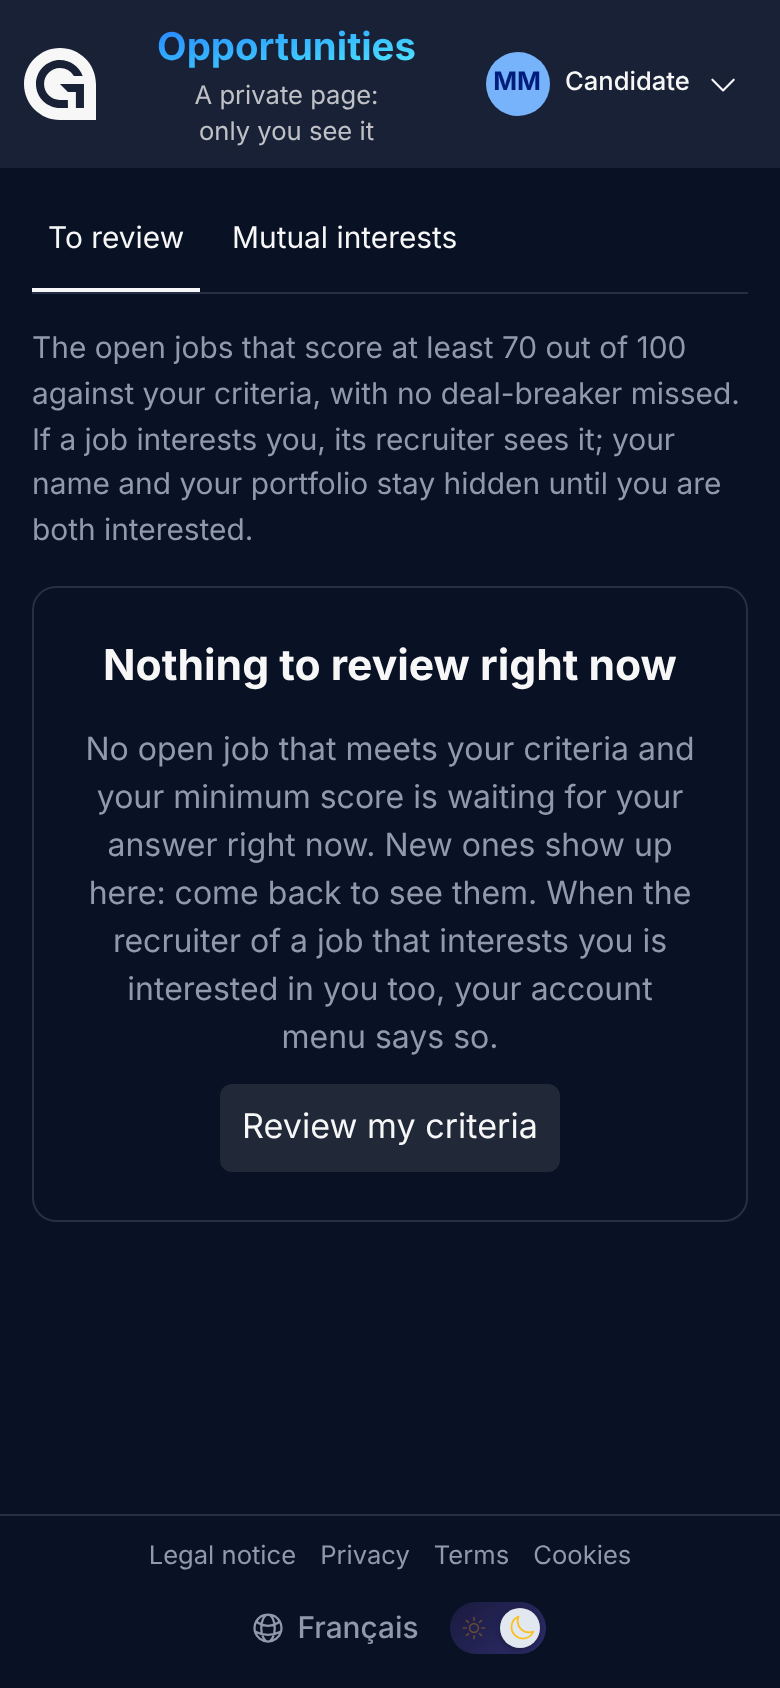 Opportunities
A private page:
only you see it
MM
Candidate
To review
Mutual interests
The open jobs that score at least 70 out of 100
against your criteria, with no deal-breaker missed.
If a job interests you, its recruiter sees it; your
name and your portfolio stay hidden until you are
both interested.
Nothing to review right now
No open job that meets your criteria and
your minimum score is waiting for your
answer right now. New ones show up
here: come back to see them. When the
recruiter of a job that interests you is
interested in you too, your account
menu says so.
Review my criteria
Legal notice
Privacy
Terms
Cookies
Français